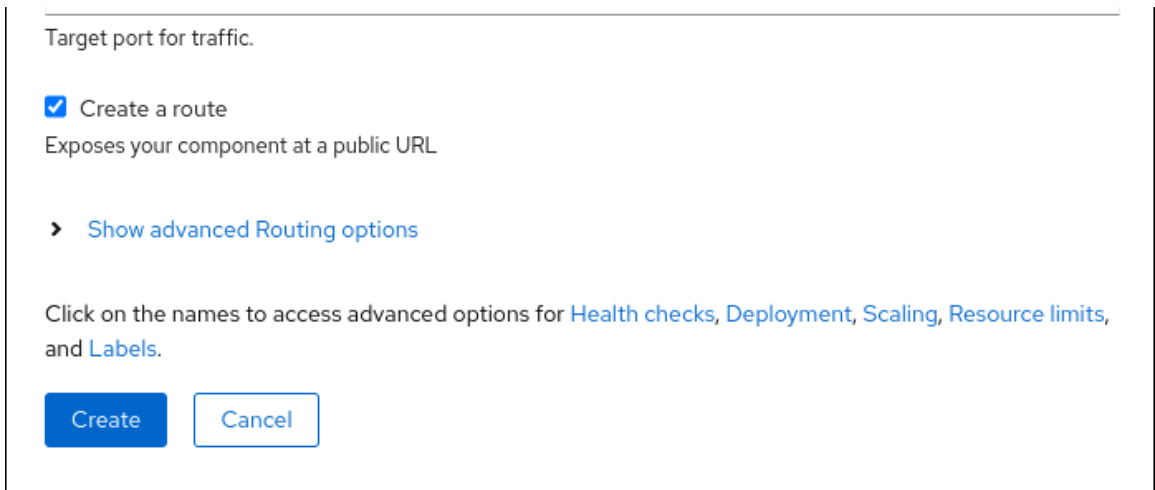 Target port for traffic.
Create a route
Exposes your component at a public URL
Show advanced Routing options
Click on the names to access advanced options for Health checks, Deployment, Scaling, Resource limits,
and Labels.
Create
Cancel